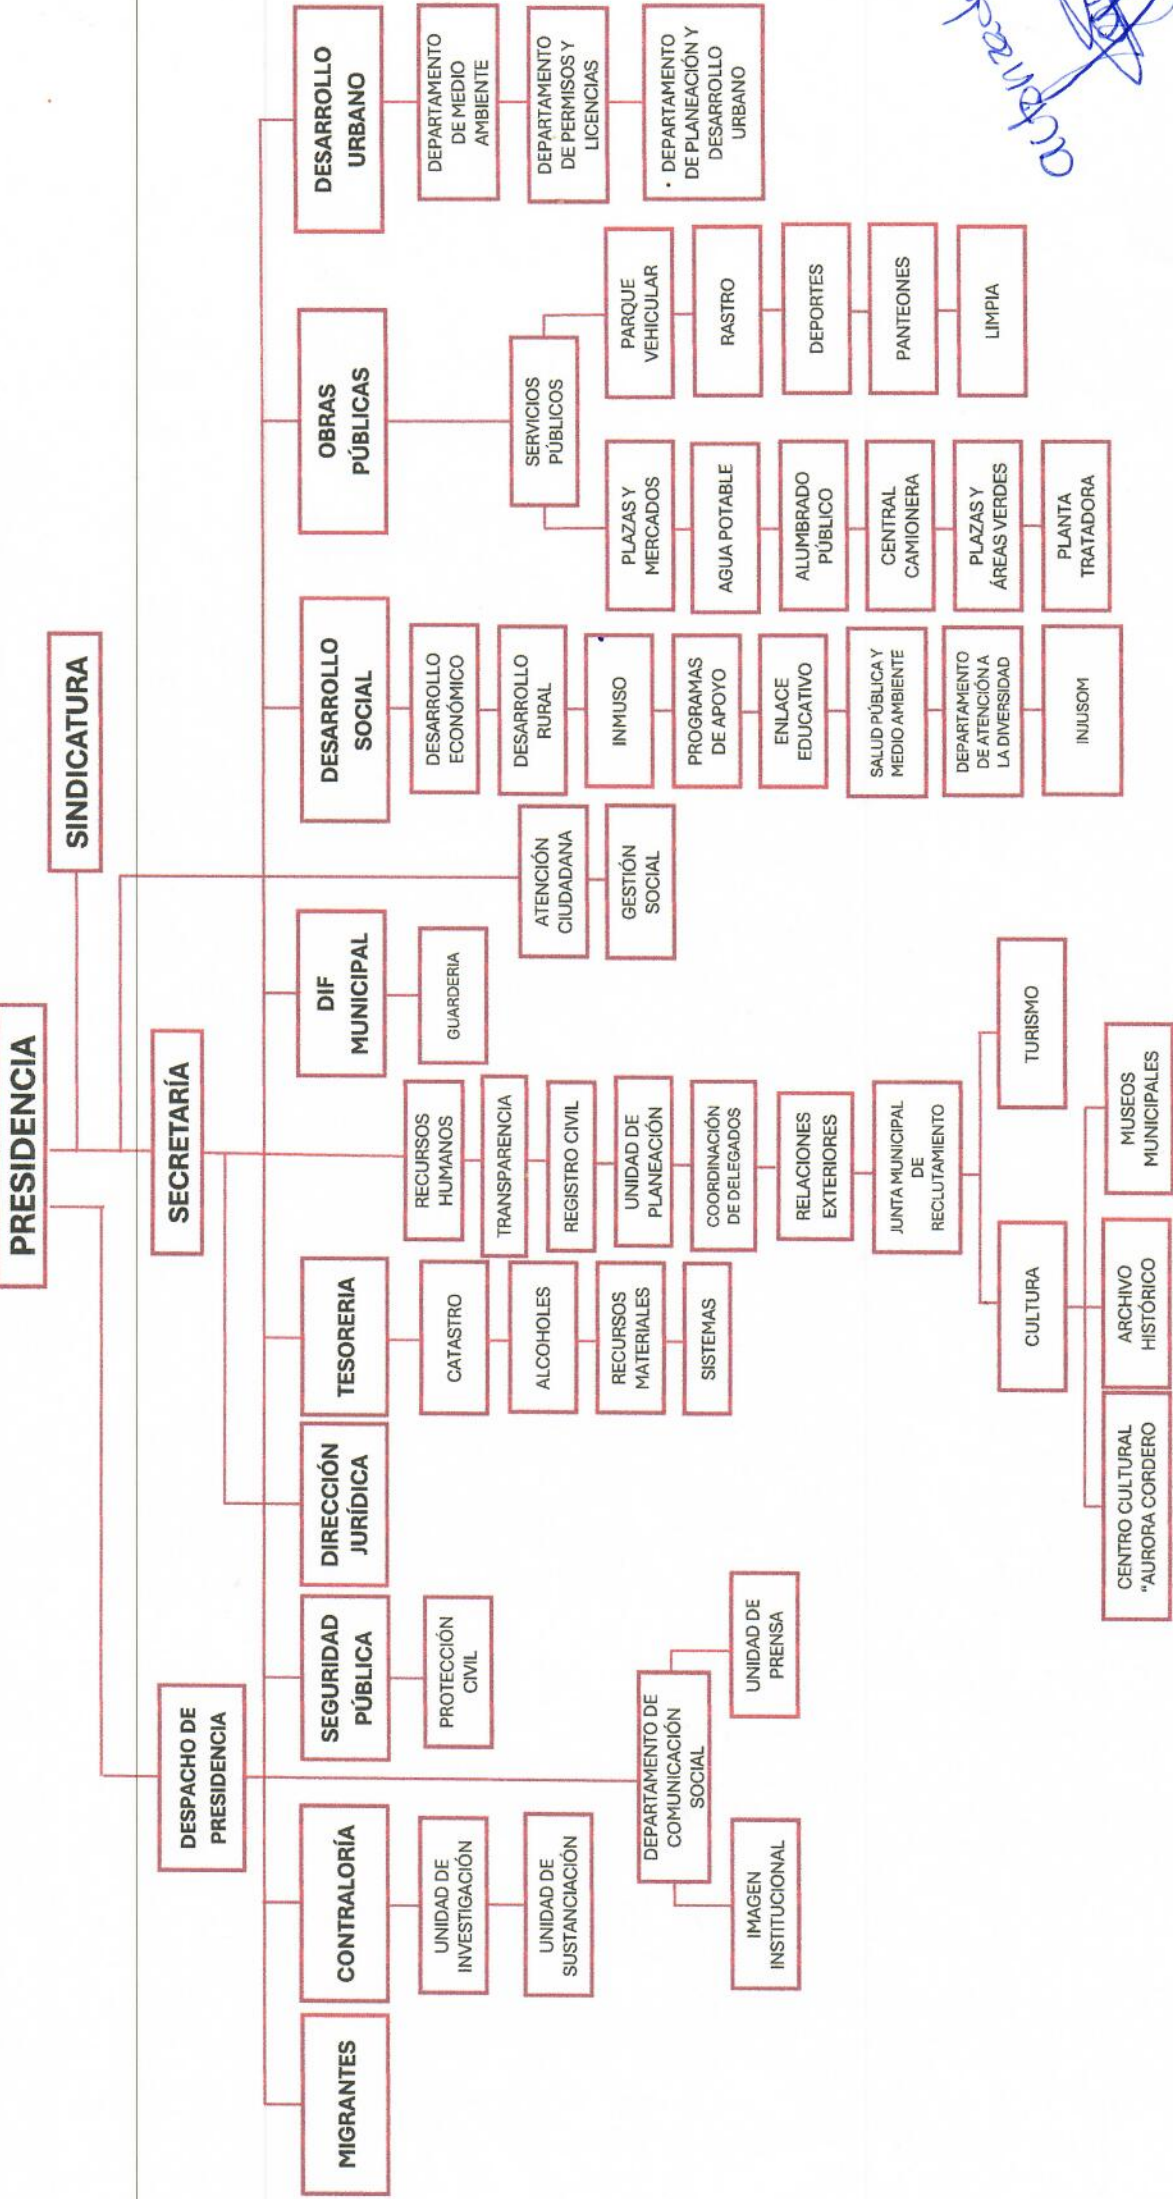 PRESIDENCIA
SINDICATURA
DESPACHO DE
PRESIDENCIA
SECRETARÍA
MIGRANTES
CONTRALORÍA
UNIDAD DE
INVESTIGACIÓN
UNIDAD DE
SUSTANCIACIÓN
SEGURIDAD
PÚBLICA
PROTECCIÓN
CIVIL
DEPARTAMENTO DE
COMUNICACIÓN
SOCIAL
IMAGEN
INSTITUCIONAL
UNIDAD DE
PRENSA
DIRECCIÓN
JURÍDICA
TESORERIA
CATASTRO
ALCOHOLES
RECURSOS
MATERIALES
SISTEMAS
RECURSOS
HUMANOS
TRANSPARENCIA
REGISTRO CIVIL
UNIDAD DE
PLANEACIÓN
COORDINACIÓN
DE DELEGADOS
RELACIONES
EXTERIORES
JUNTA MUNICIPAL
DE
RECLUTAMIENTO
CULTURA
TURISMO
CENTRO CULTURAL
"AURORA CORDERO
ARCHIVO
HISTÓRICO
MUSEOS
MUNICIPALES
DIF
MUNICIPAL
GUARDERIA
ATENCIÓN
CIUDADANA
GESTIÓN
SOCIAL
DESARROLLO
SOCIAL
DESARROLLO
ECONÓMICO
DESARROLLO
RURAL
INMUSO
PROGRAMAS
DE APOYO
ENLACE
EDUCATIVO
SALUD PÚBLICA Y
MEDIO AMBIENTE
DEPARTAMENTO
DE ATENCIÓN A
LA DIVERSIDAD
INJUSOM
OBRAS
PÚBLICAS
SERVICIOS
PÚBLICOS
PLAZAS Y
MERCADOS
AGUA POTABLE
ALUMBRADO
PÚBLICO
CENTRAL
CAMIONERA
PLAZAS Y
ÁREAS VERDES
PLANTA
TRATADORA
PARQUE
VEHICULAR
RASTRO
DEPORTES
PANTEONES
LIMPIA
DESARROLLO
URBANO
DEPARTAMENTO
DE MEDIO
AMBIENTE
DEPARTAMENTO
DE PERMISOS Y
LICENCIAS
DEPARTAMENTO
DE PLANEACIÓN Y
DESARROLLO
URBANO